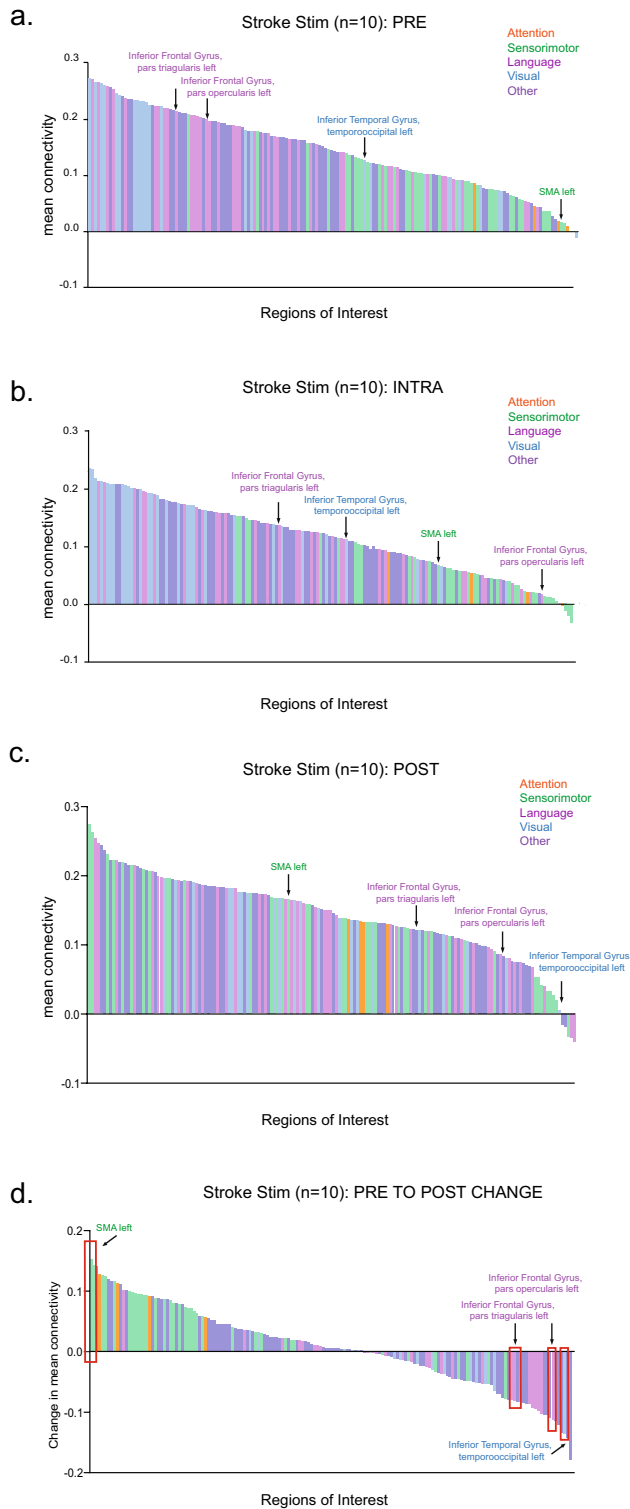 a.
Stroke Stim (n=10): PRE
Attention
Sensorimotor
Language
Visual
Other
0.3
0.2
0.1
0.0
-0.1
mean connectivity
Inferior Frontal Gyrus,
pars triagularis left
Inferior Frontal Gyrus,
pars opercularis left
Inferior Temporal Gyrus,
temporooccipital left
SMA left
Regions of Interest
b.
Stroke Stim (n=10): INTRA
Attention
Sensorimotor
Language
Visual
Other
0.3
0.2
0.1
0.0
-0.1
mean connectivity
Inferior Frontal Gyrus,
pars triagularis left
Inferior Temporal Gyrus,
temporooccipital left
SMA left
Inferior Frontal Gyrus,
pars opercularis left
Regions of Interest
c.
Stroke Stim (n=10): POST
Attention
Sensorimotor
Language
Visual
Other
0.3
0.2
0.1
0.0
-0.1
mean connectivity
SMA left
Inferior Frontal Gyrus,
pars triagularis left
Inferior Frontal Gyrus,
pars opercularis left
Inferior Temporal Gyrus
temporooccipital left
Regions of Interest
d.
Stroke Stim (n=10): PRE TO POST CHANGE
0.2
0.1
0.0
-0.1
-0.2
Change in mean connectivity
SMA left
Inferior Frontal Gyrus,
pars opercularis left
Inferior Frontal Gyrus,
pars triagularis left
Inferior Temporal Gyrus,
temporooccipital left
Regions of Interest